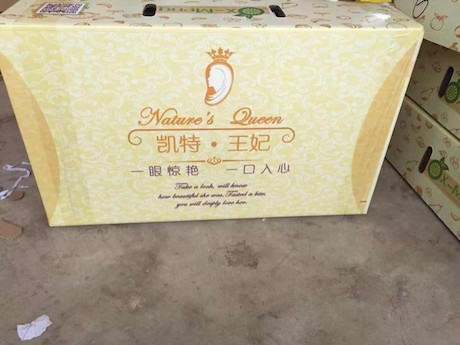 Nature's Queen
凯特·王妃
一眼惊艳 一口入心
Take a look, will know
how beautiful she was. Tasted a bite,
you will deeply love her.